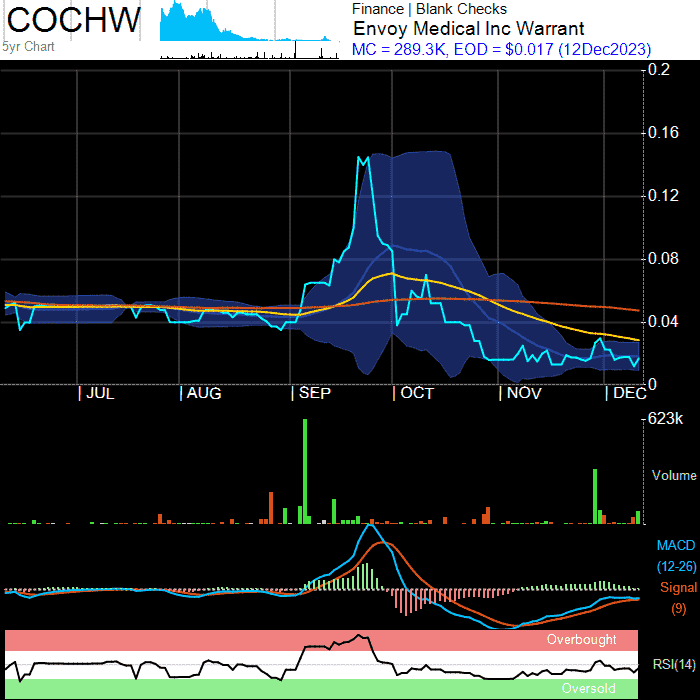 COCHW
5yr Chart
Finance | Blank Checks
Envoy Medical Inc Warrant
MC = 289.3K, EOD = $0.017 (12Dec2023)
0.2
0.16
0.12
0.08
0.04
0
JUL
AUG
SEP
OCT
NOV
DEC
623k
Volume
MACD
(12-26)
Signal
(9)
Overbought
RSI(14)
Oversold